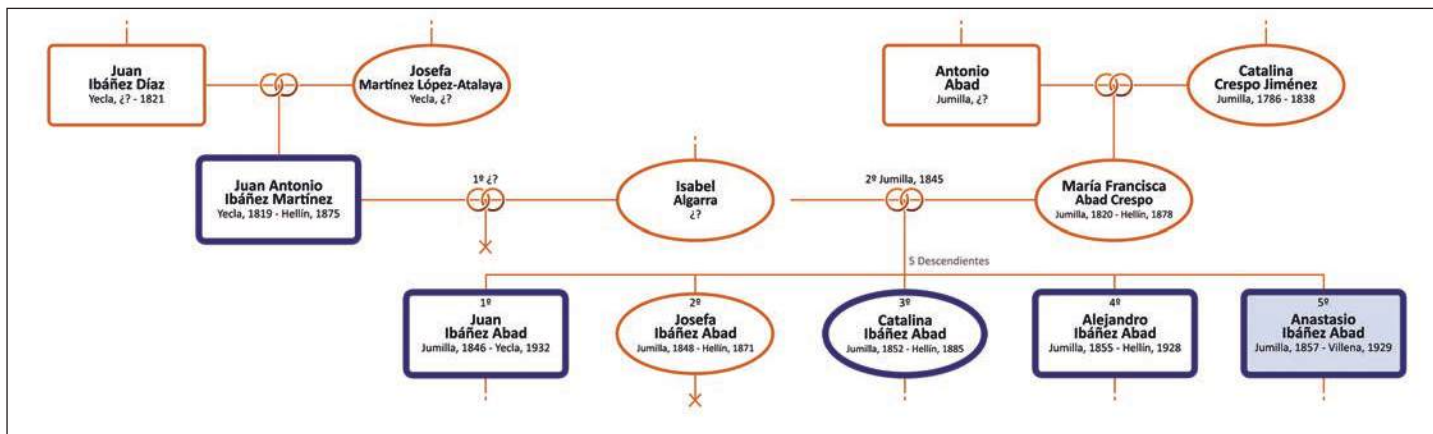 Juan
Ibáñez Díaz
Yecla, ¿? - 1821
Josefa
Martínez López-Atalaya
Yecla, ¿?
Antonio
Abad
Jumilla, ¿?
Catalina
Crespo Jiménez
Jumilla, 1786 - 1838
Juan Antonio
Ibáñez Martínez
Yecla, 1819 - Hellín, 1875
1º ¿?
Isabel
Algarra
¿?
2º Jumilla, 1845
María Francisca
Abad Crespo
Jumilla, 1820 - Hellín, 1878
5 Descendientes
1º
Juan
Ibáñez Abad
Jumilla, 1846 - Yecla, 1932
2º
Josefa
Ibáñez Abad
Jumilla, 1848 - Hellín, 1871
3º
Catalina
Ibáñez Abad
Jumilla, 1852 - Hellín, 1885
4º
Alejandro
Ibáñez Abad
Jumilla, 1855 - Hellín, 1928
5º
Anastasio
Ibáñez Abad
Jumilla, 1857 - Villena, 1929